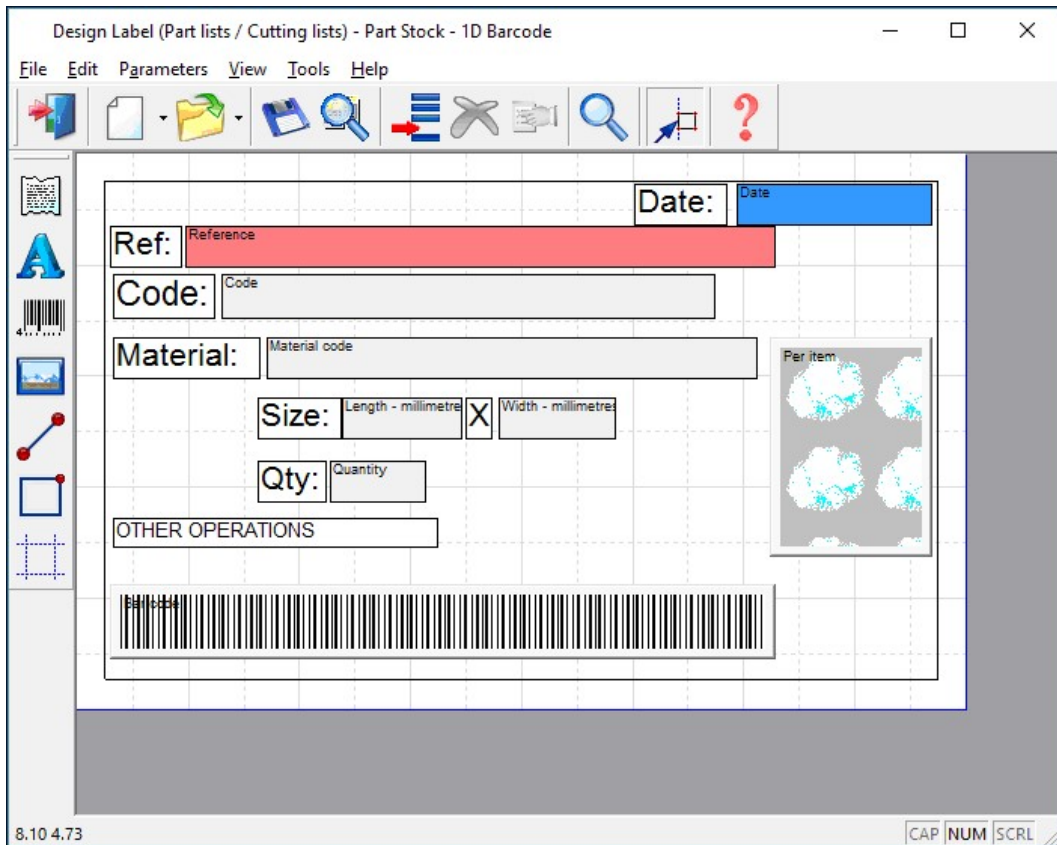 Design Label (Part lists / Cutting lists) - Part Stock - 1D Barcode
File Edit Parameters View Tools Help
Date: Date
Ref: Reference
Code: Code
Material: Material code
Per item
Size: Length - millimetre X Width - millimetres
Qty: Quantity
OTHER OPERATIONS
Bar code
8.10 4.73 CAP NUM SCRL